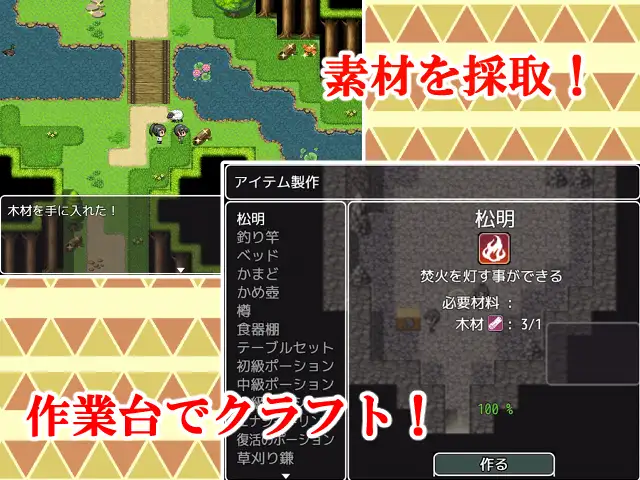 素材を採取！
木材を手に入れた！
アイテム製作
松明
釣り竿
ベッド
かまど
かめ壺
樽
食器棚
テーブルセット
初級ポーション
中級ポーション
復活のポーション
草刈り鎌
松明
焚火を灯す事ができる
必要材料：
木材：3/1
100 %
作る
作業台でクラフト！